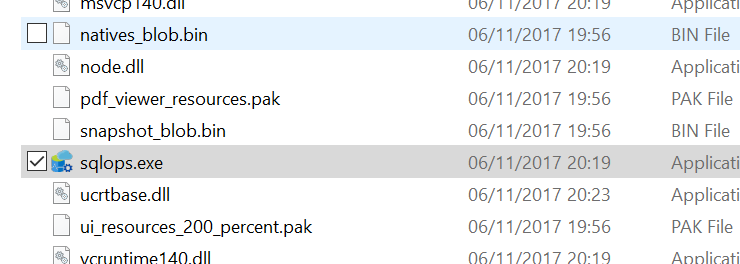 msvcp140.dll 06/11/2017 20:19 Applicati
natives_blob.bin 06/11/2017 19:56 BIN File
node.dll 06/11/2017 20:19 Applicati
pdf_viewer_resources.pak 06/11/2017 19:56 PAK File
snapshot_blob.bin 06/11/2017 19:56 BIN File
sqlops.exe 06/11/2017 20:19 Applicati
ucrtbase.dll 06/11/2017 20:23 Applicati
ui_resources_200_percent.pak 06/11/2017 19:56 PAK File
vcruntime140.dll 06/11/2017 20:19 Applicati